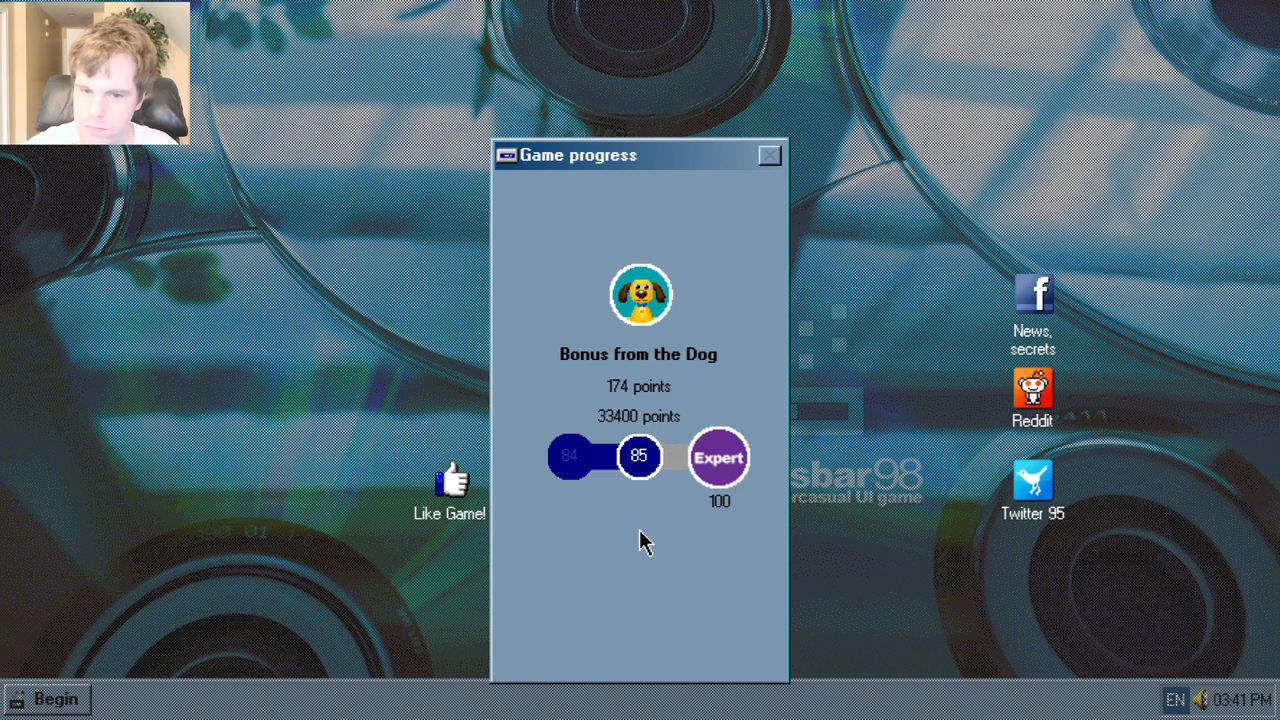 Game progress
Bonus from the Dog
174 points
33400 points
84
85
Expert
100
Like Game!
News,
secrets
Reddit
Twitter 95
sbar98
rcasual UI game
Begin
EN
03:41 PM